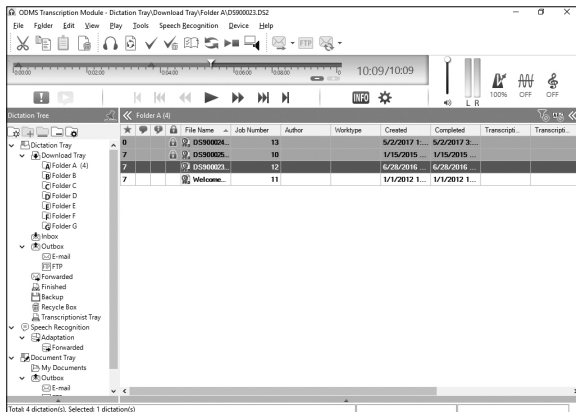 ODMS Transcription Module - Dictation Tray\Download Tray\Folder A\DS900023.DS2
File Folder Edit View Play Tools Speech Recognition Device Help
FTP
0:00:00 0:02:00 0:04:00 0:06:00 0:08:00 10:09/10:09
INFO L R 100% OFF OFF
Dictation Tree Folder A (4)
File Name Job Number Author Worktype Created Completed Transcripti... Transcripti...
0 DS900024... 13 5/2/2017 1:... 5/2/2017 3:...
7 DS900025... 10 1/15/2015 ... 1/15/2015 ...
7 DS900023... 12 6/28/2016 ... 6/28/2016 ...
7 Welcome... 11 1/1/2012 1... 1/1/2012 1...
Dictation Tray
Download Tray
A Folder A (4)
B Folder B
C Folder C
D Folder D
E Folder E
F Folder F
G Folder G
Inbox
Outbox
E-mail
FTP
Forwarded
Finished
Backup
Recycle Box
Transcriptionist Tray
Speech Recognition
Adaptation
Forwarded
Document Tray
My Documents
Outbox
E-mail
Total: 4 dictation(s), Selected: 1 dictation(s)